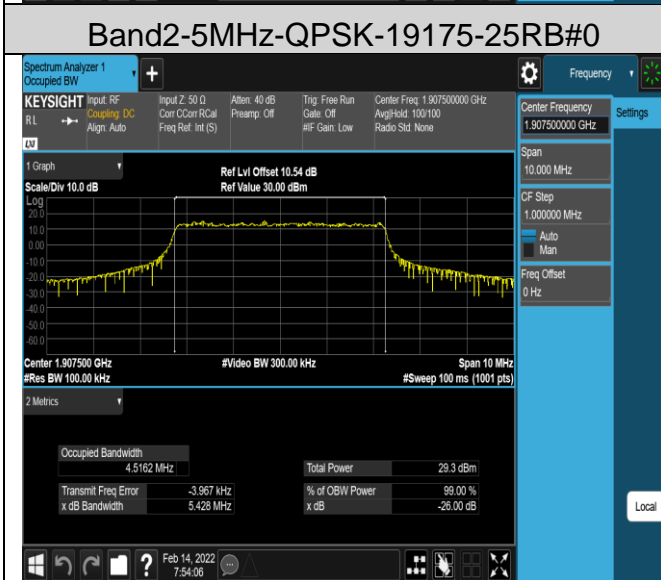 Band2-5MHz-QPSK-19175-25RB#0
Spectrum Analyzer 1
Occupied BW
+
Frequency
KEYSIGHT
RL
Input: RF
Coupling: DC
Align: Auto
Input Z: 50 Ω
Corr CCorr RCal
Freq Ref: Int (S)
Atten: 40 dB
Preamp: Off
Trig: Free Run
Gate: Off
#IF Gain: Low
Center Freq: 1.907500000 GHz
Avg|Hold: 100/100
Radio Std: None
LXI
1 Graph
Scale/Div 10.0 dB
Ref Lvl Offset 10.54 dB
Ref Value 30.00 dBm
Log
20.0
10.0
0.00
-10.0
-20.0
-30.0
-40.0
-50.0
-60.0
Center 1.907500 GHz
#Res BW 100.00 kHz
#Video BW 300.00 kHz
Span 10 MHz
#Sweep 100 ms (1001 pts)
2 Metrics
Occupied Bandwidth
4.5162 MHz
Total Power 29.3 dBm
Transmit Freq Error -3.967 kHz
% of OBW Power 99.00 %
x dB Bandwidth 5.428 MHz
x dB -26.00 dB
Center Frequency
1.907500000 GHz
Settings
Span
10.000 MHz
CF Step
1.000000 MHz
Auto
Man
Freq Offset
0 Hz
Local
?
Feb 14, 2022
7:54:06